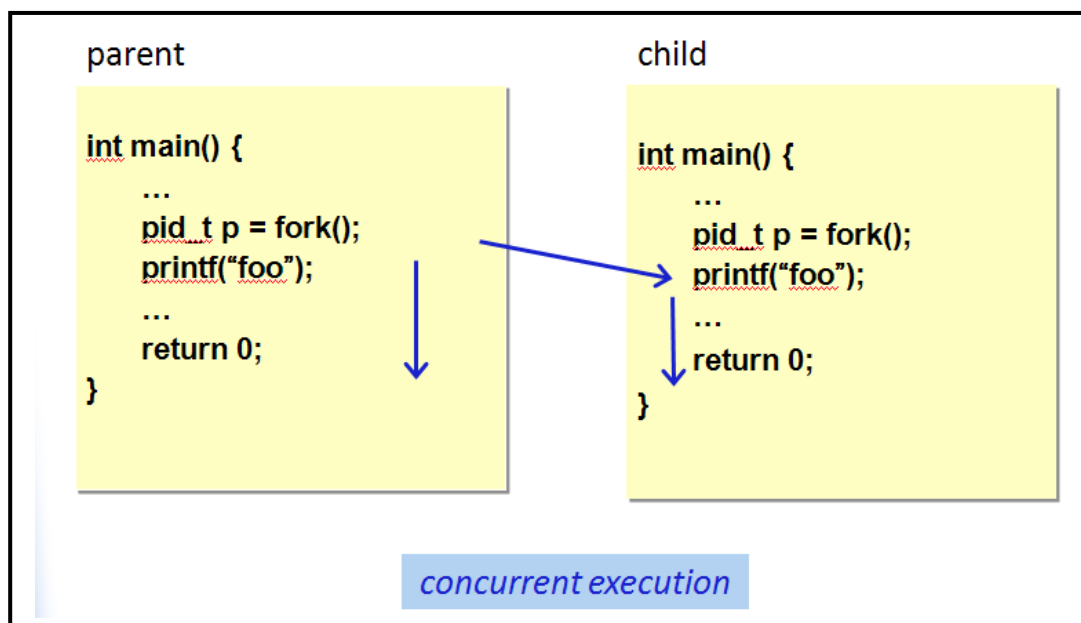 parent
int main() {
…
pid_t p = fork();
printf(“foo”);
…
return 0;
}
child
int main() {
…
pid_t p = fork();
printf(“foo”);
…
return 0;
}
concurrent execution